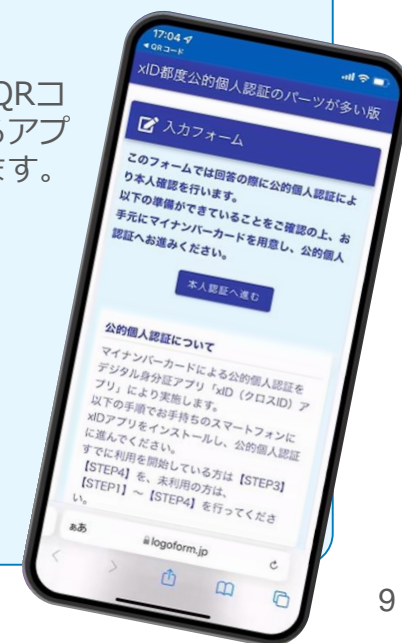 QRコ
るアプ
ます。
17:04
QRコード
xID都度公的個人認証のパーツが多い版
入力フォーム
このフォームでは回答の際に公的個人認証によ
り本人確認を行います。
以下の準備ができていることをご確認の上、お
手元にマイナンバーカードを用意し、公的個人
認証へお進みください。
本人認証へ進む
公的個人認証について
マイナンバーカードによる公的個人認証を
デジタル身分証アプリ「xID（クロスID）ア
プリ」により実施します。
以下の手順でお手持ちのスマートフォンに
xIDアプリをインストールし、公的個人認証
に進んでください。
すでに利用を開始している方は【STEP3】
【STEP4】を、未利用の方は、
【STEP1】～【STEP4】を行ってくださ
い。
ああ
logoform.jp
9